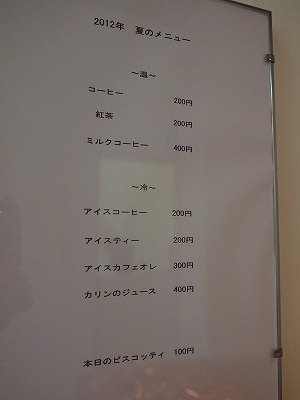 2012年 夏のメニュー
～温～
コーヒー 200円
紅茶 200円
ミルクコーヒー 400円
～冷～
アイスコーヒー 200円
アイスティー 200円
アイスカフェオレ 300円
カリンのジュース 400円
本日のビスコッティ 100円